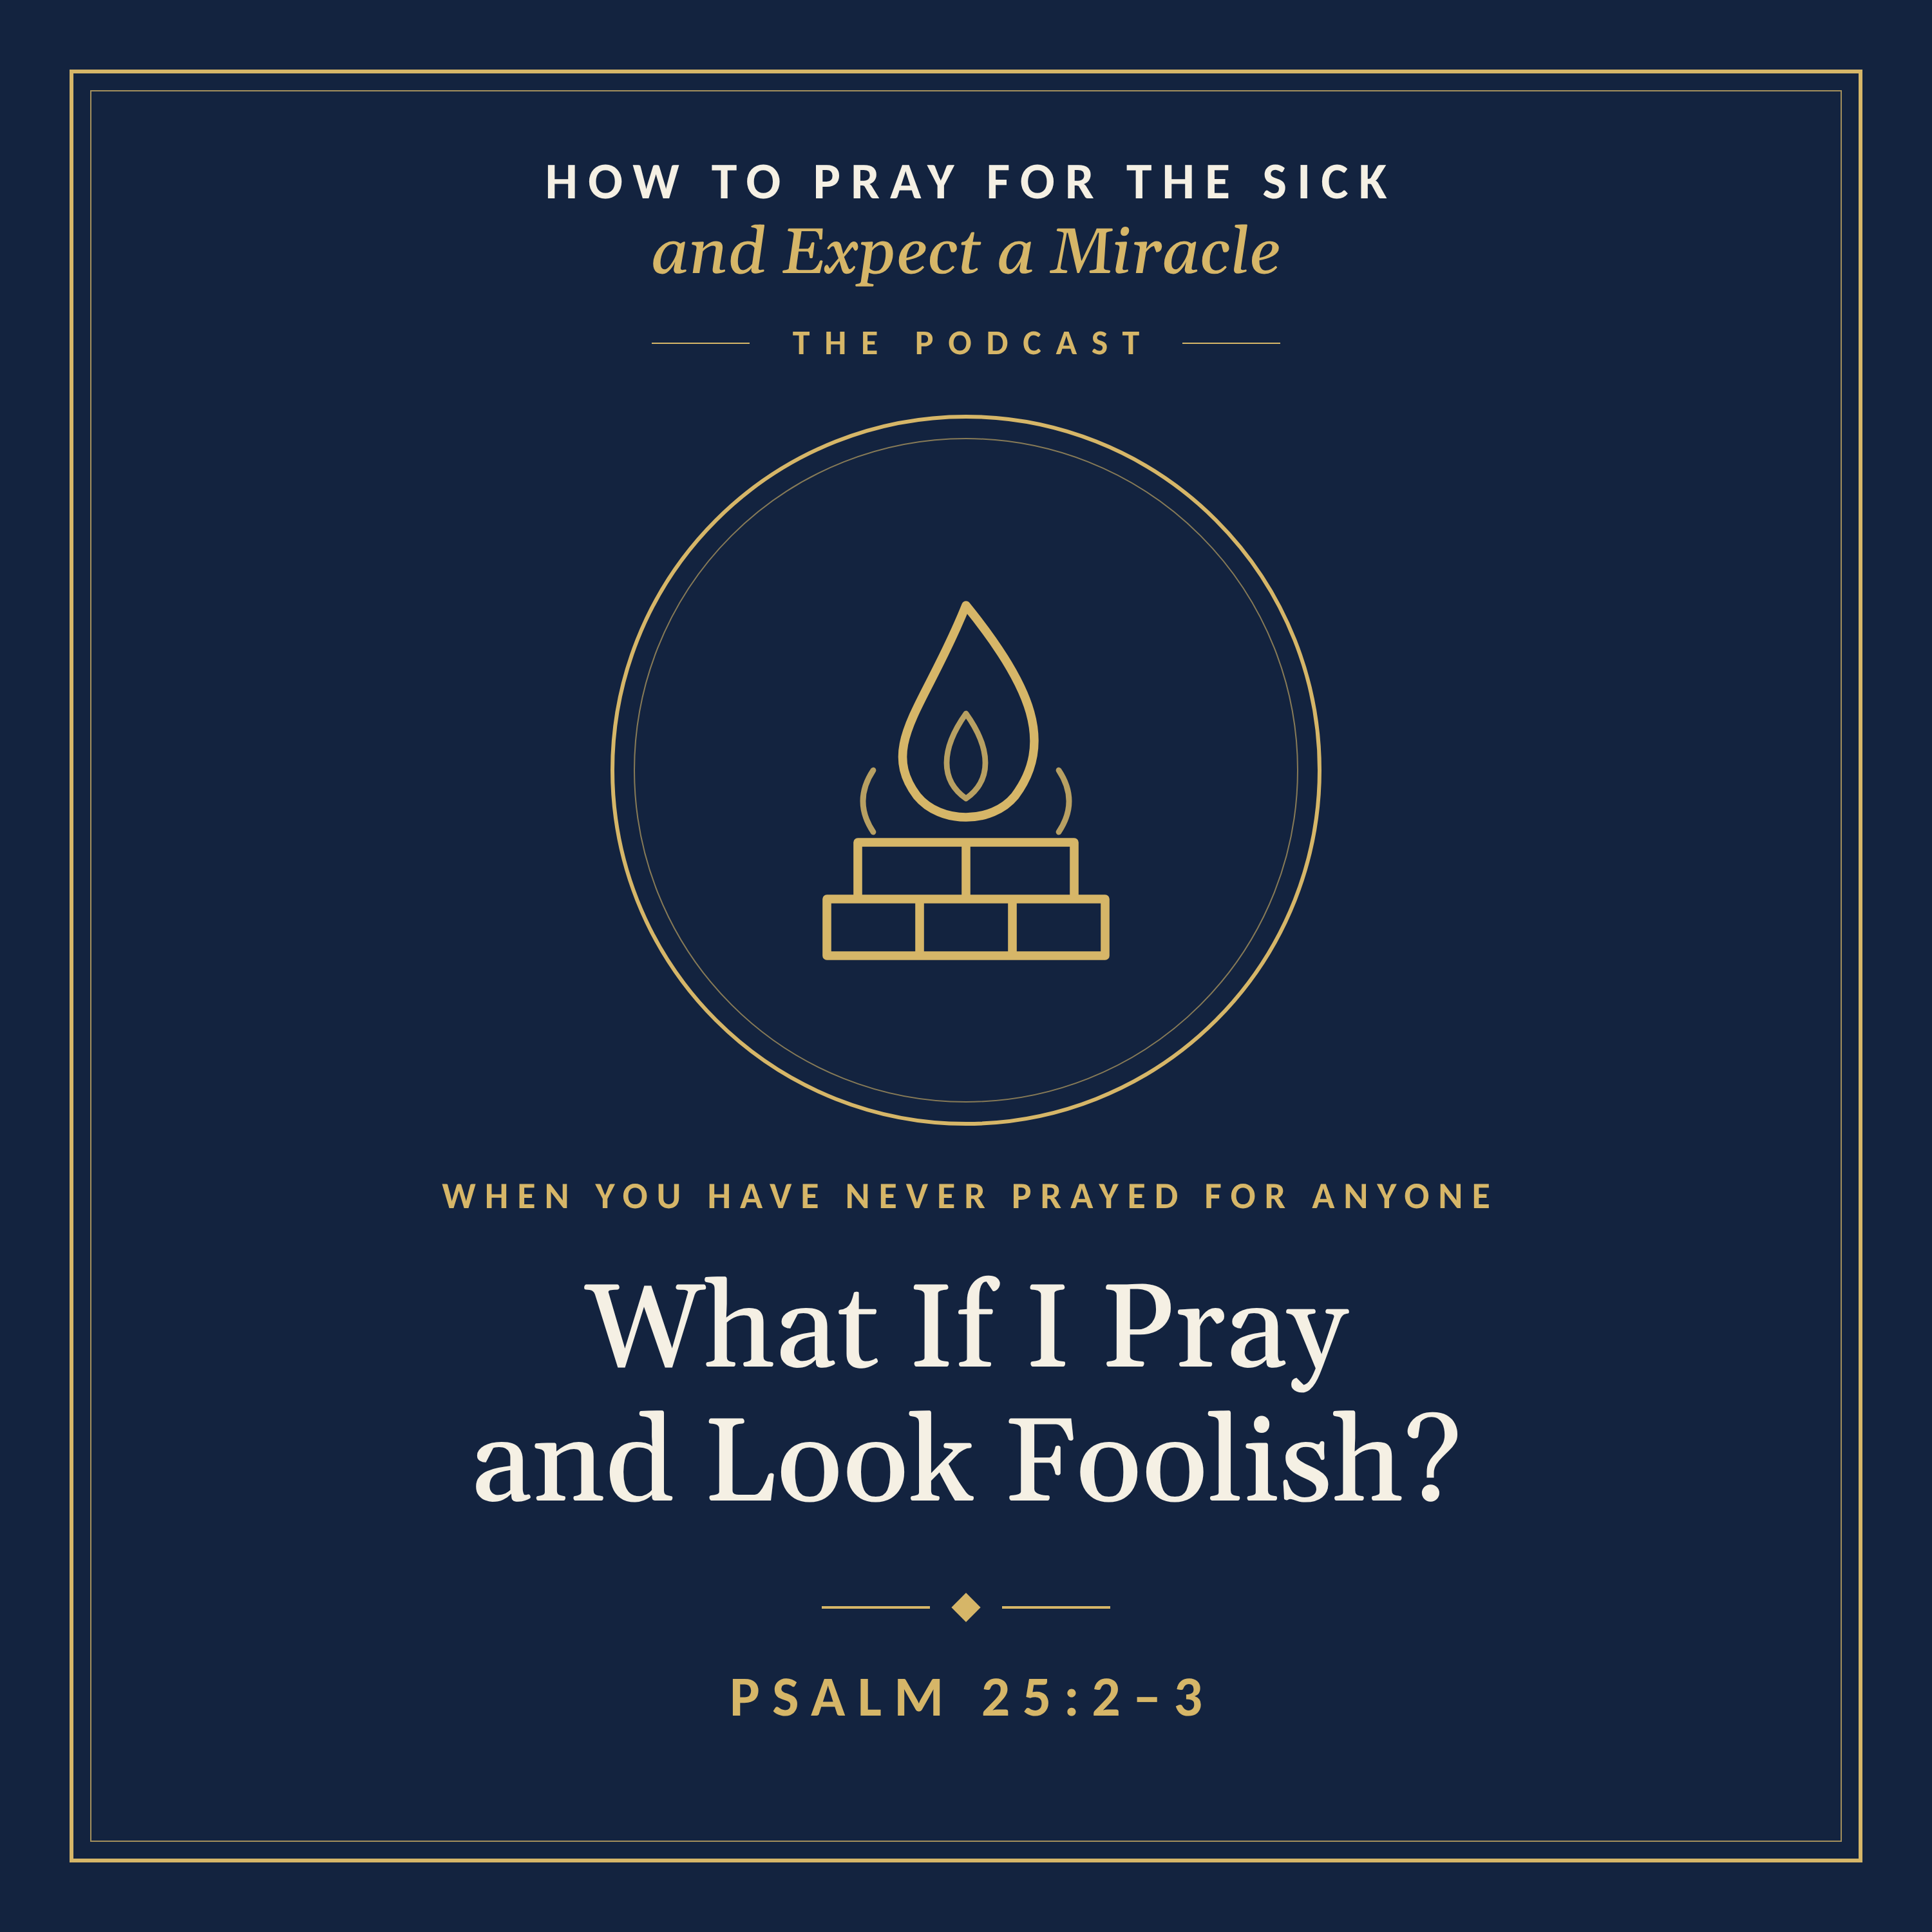 HOW TO PRAY FOR THE SICK
and Expect a Miracle
THE PODCAST
WHEN YOU HAVE NEVER PRAYED FOR ANYONE
What If I Pray
and Look Foolish?
PSALM 25:2–3